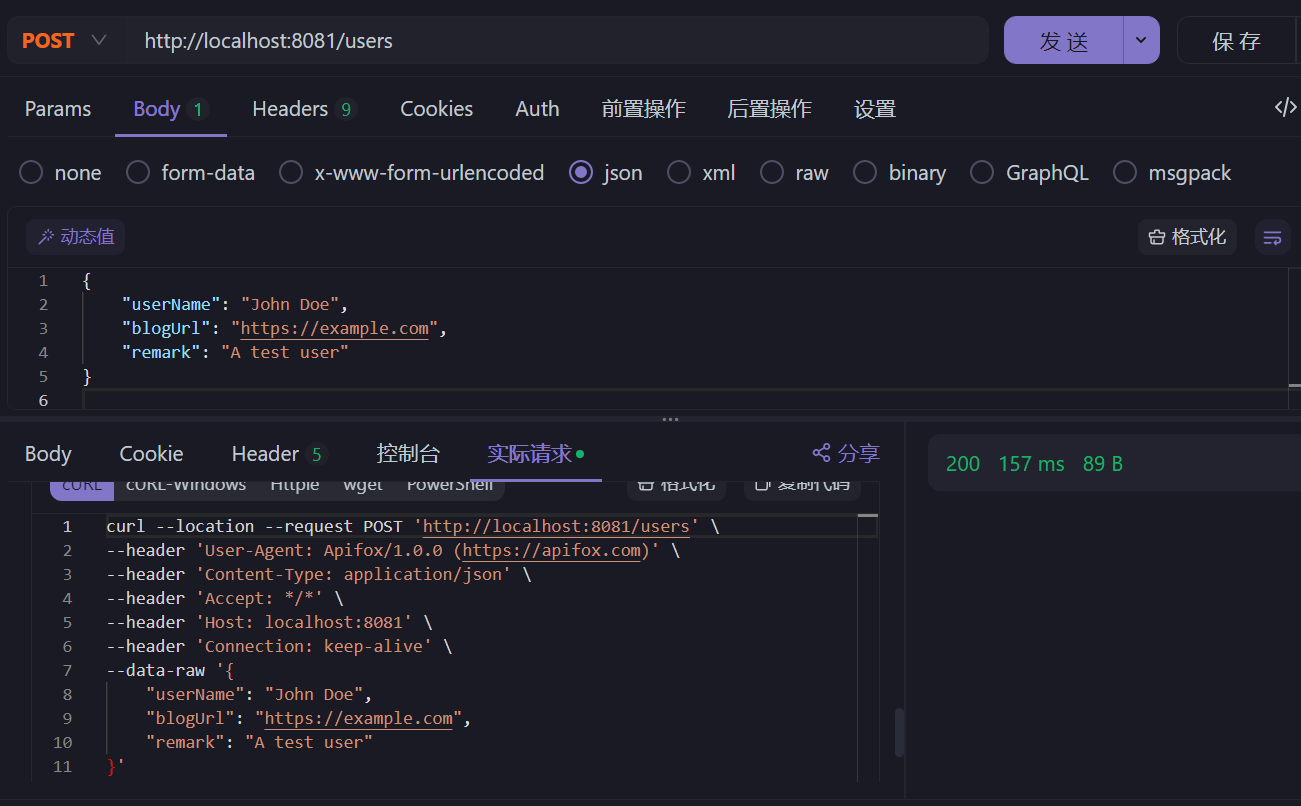 POST http://localhost:8081/users 发 送 保 存
Params Body 1 Headers 9 Cookies Auth 前置操作 后置操作 设置 </>
none form-data x-www-form-urlencoded json xml raw binary GraphQL msgpack
动态值 格式化
1 {
2 "userName": "John Doe",
3 "blogUrl": "https://example.com",
4 "remark": "A test user"
5 }
6
Body Cookie Header 5 控制台 实际请求 分享
200 157 ms 89 B
cURL cURL-Windows Httpie wget PowerShell 格式化 复制代码
1 curl --location --request POST 'http://localhost:8081/users' \
2 --header 'User-Agent: Apifox/1.0.0 (https://apifox.com)' \
3 --header 'Content-Type: application/json' \
4 --header 'Accept: */*' \
5 --header 'Host: localhost:8081' \
6 --header 'Connection: keep-alive' \
7 --data-raw '{
8 "userName": "John Doe",
9 "blogUrl": "https://example.com",
10 "remark": "A test user"
11 }'